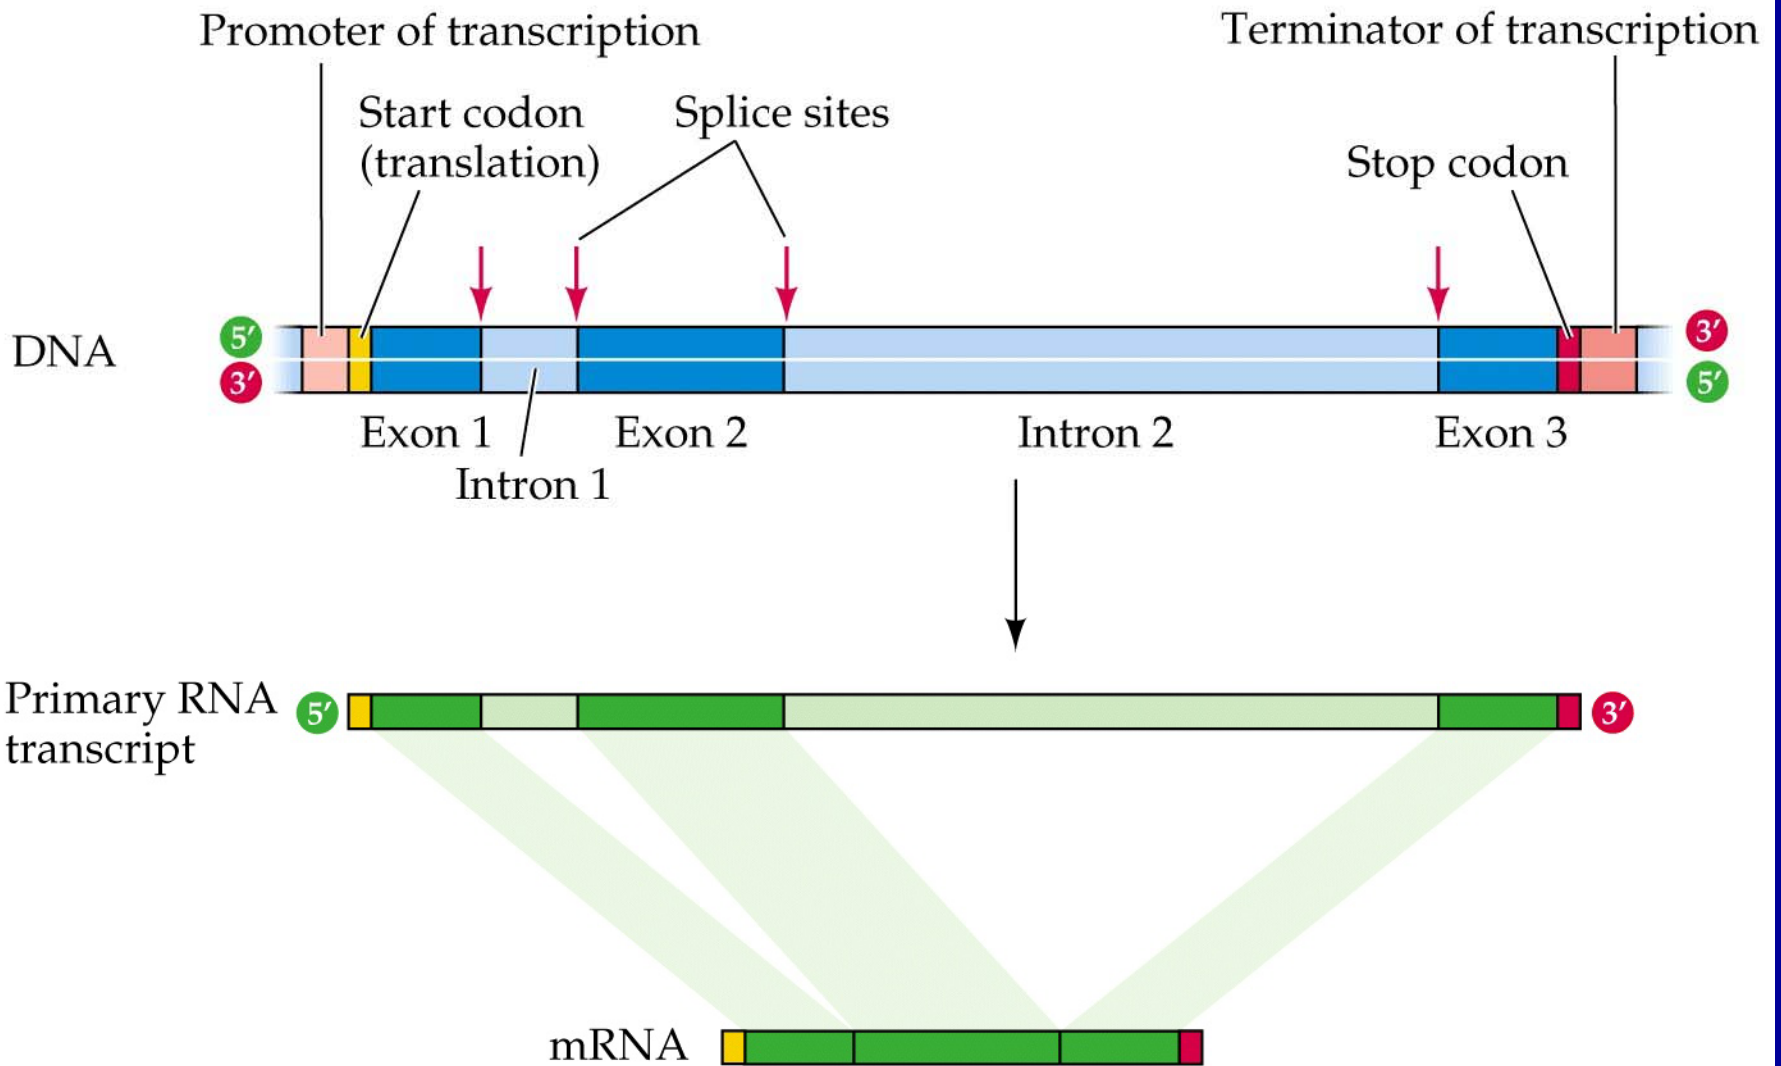 Promoter of transcription
Terminator of transcription
Start codon
(translation)
Splice sites
Stop codon
DNA
5′
3′
3′
5′
Exon 1
Exon 2
Intron 2
Exon 3
Intron 1
Primary RNA
transcript
5′
3′
mRNA